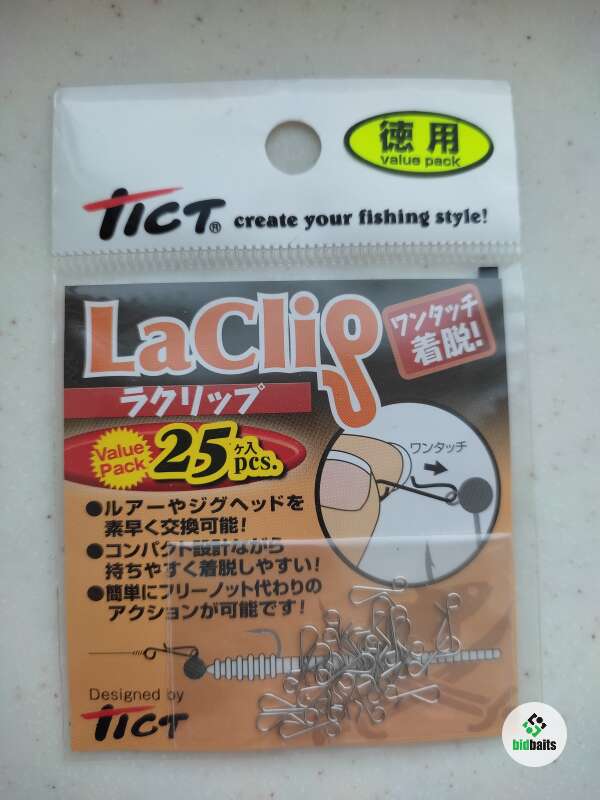 徳用
value pack
TICT® create your fishing style!
LaClip
ワンタッチ
着脱!
ラクリップ
Value
Pack
25ヶ入
pcs.
ワンタッチ
●ルアーやジグヘッドを
素早く交換可能!
●コンパクト設計ながら
持ちやすく着脱しやすい!
●簡単にフリーノット代わりの
アクションが可能です!
Designed by
TICT
bidbaits